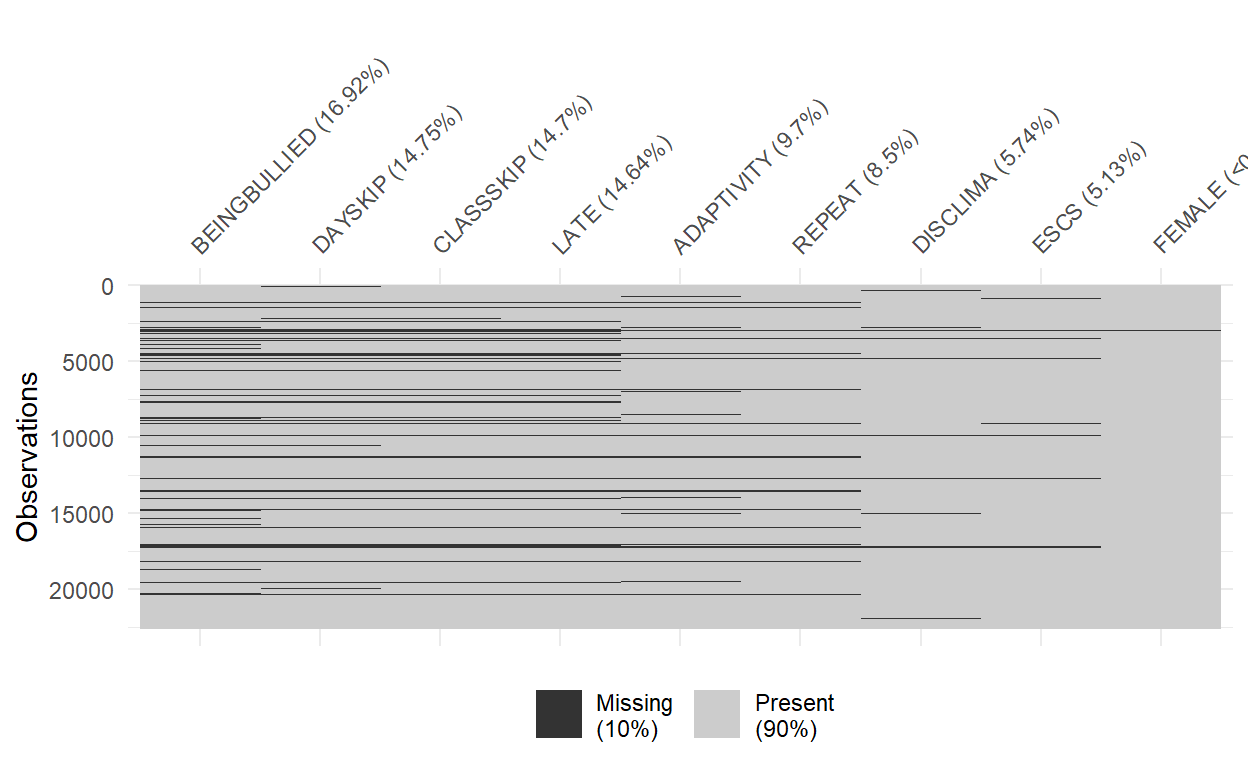 BEINGBULLIED (16.92%)
DAYSKIP (14.75%)
CLASSSKIP (14.7%)
LATE (14.64%)
ADAPTIVITY (9.7%)
REPEAT (8.5%)
DISCLIMA (5.74%)
ESCS (5.13%)
FEMALE (<0
0
5000
10000
15000
20000
Observations
Missing
(10%)
Present
(90%)